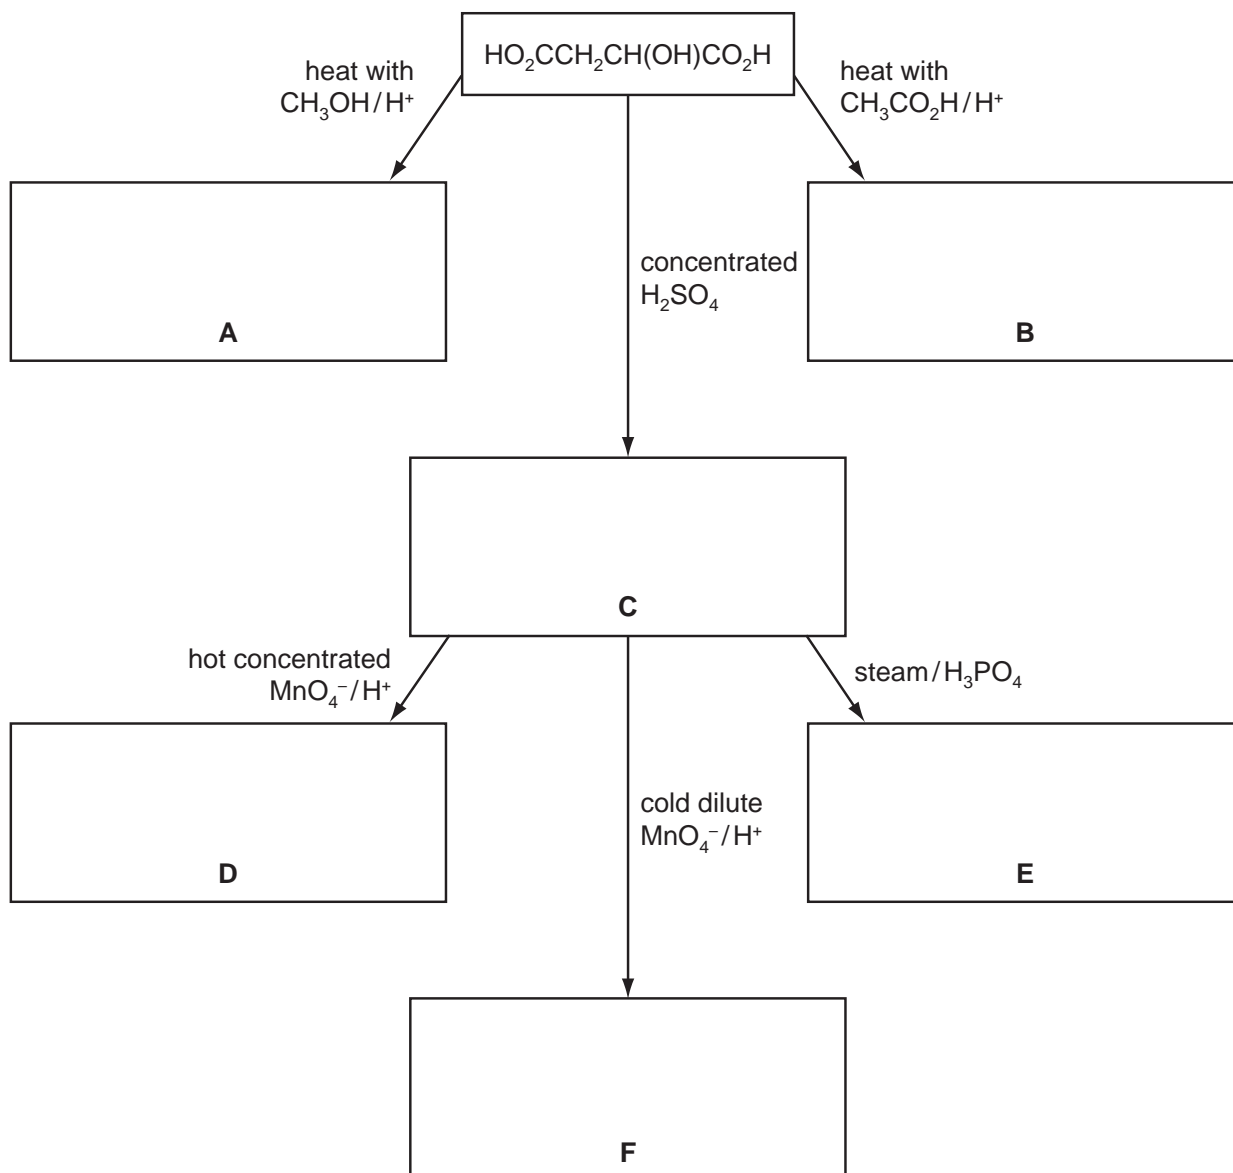 HO₂CCH₂CH(OH)CO₂H
heat with
CH₃OH/H⁺
heat with
CH₃CO₂H/H⁺
concentrated
H₂SO₄
A
B
C
hot concentrated
MnO₄⁻/H⁺
steam/H₃PO₄
cold dilute
MnO₄⁻/H⁺
D
E
F